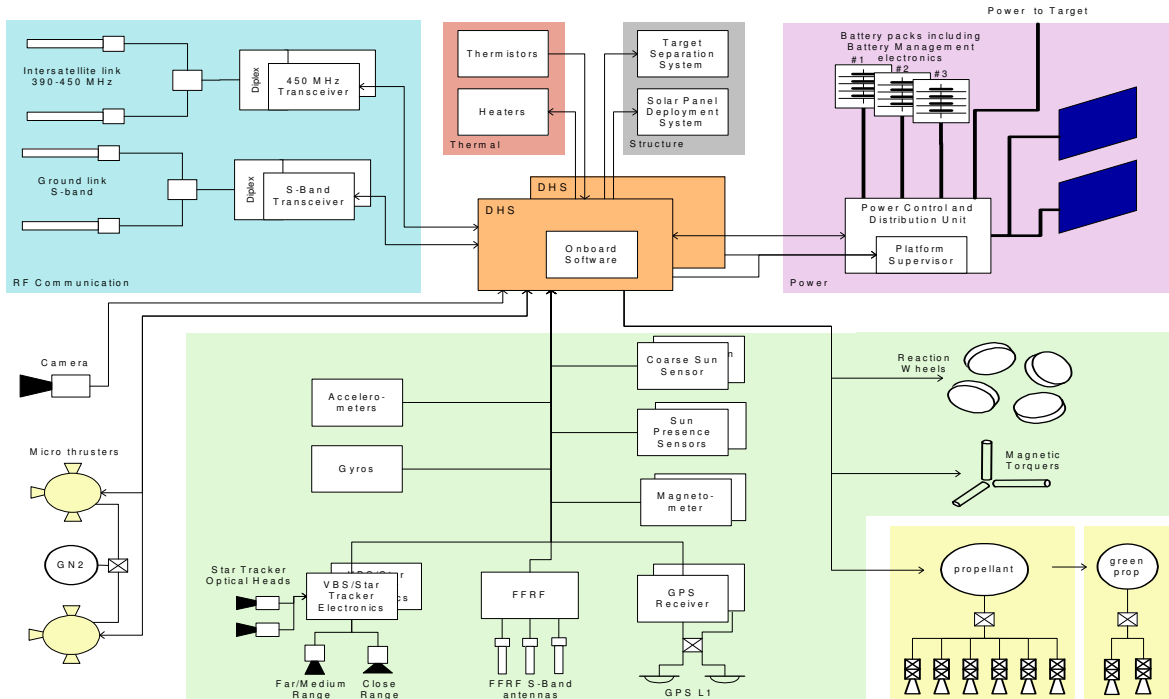 Power to Target
Intersatellite link
390-450 MHz
Diplex
450 MHz
Transceiver
Ground link
S-band
Diplex
S-Band
Transceiver
RF Communication
Thermistors
Heaters
Thermal
Target
Separation
System
Solar Panel
Deployment
System
Structure
Battery packs including
Battery Management
electronics
#1
#2
#3
Power Control and
Distribution Unit
Platform
Supervisor
Power
DHS
DHS
Onboard
Software
Camera
Micro thrusters
GN2
Accelero-
meters
Gyros
Coarse Sun
Sensor
Sun
Presence
Sensors
Magneto-
meter
Reaction
Wheels
Magnetic
Torquers
Star Tracker
Optical Heads
VBS/Star
Tracker
Electronics
Far/Medium
Range
Close
Range
FFRF
FFRF S-Band
antennas
GPS
Receiver
GPS L1
propellant
green
prop